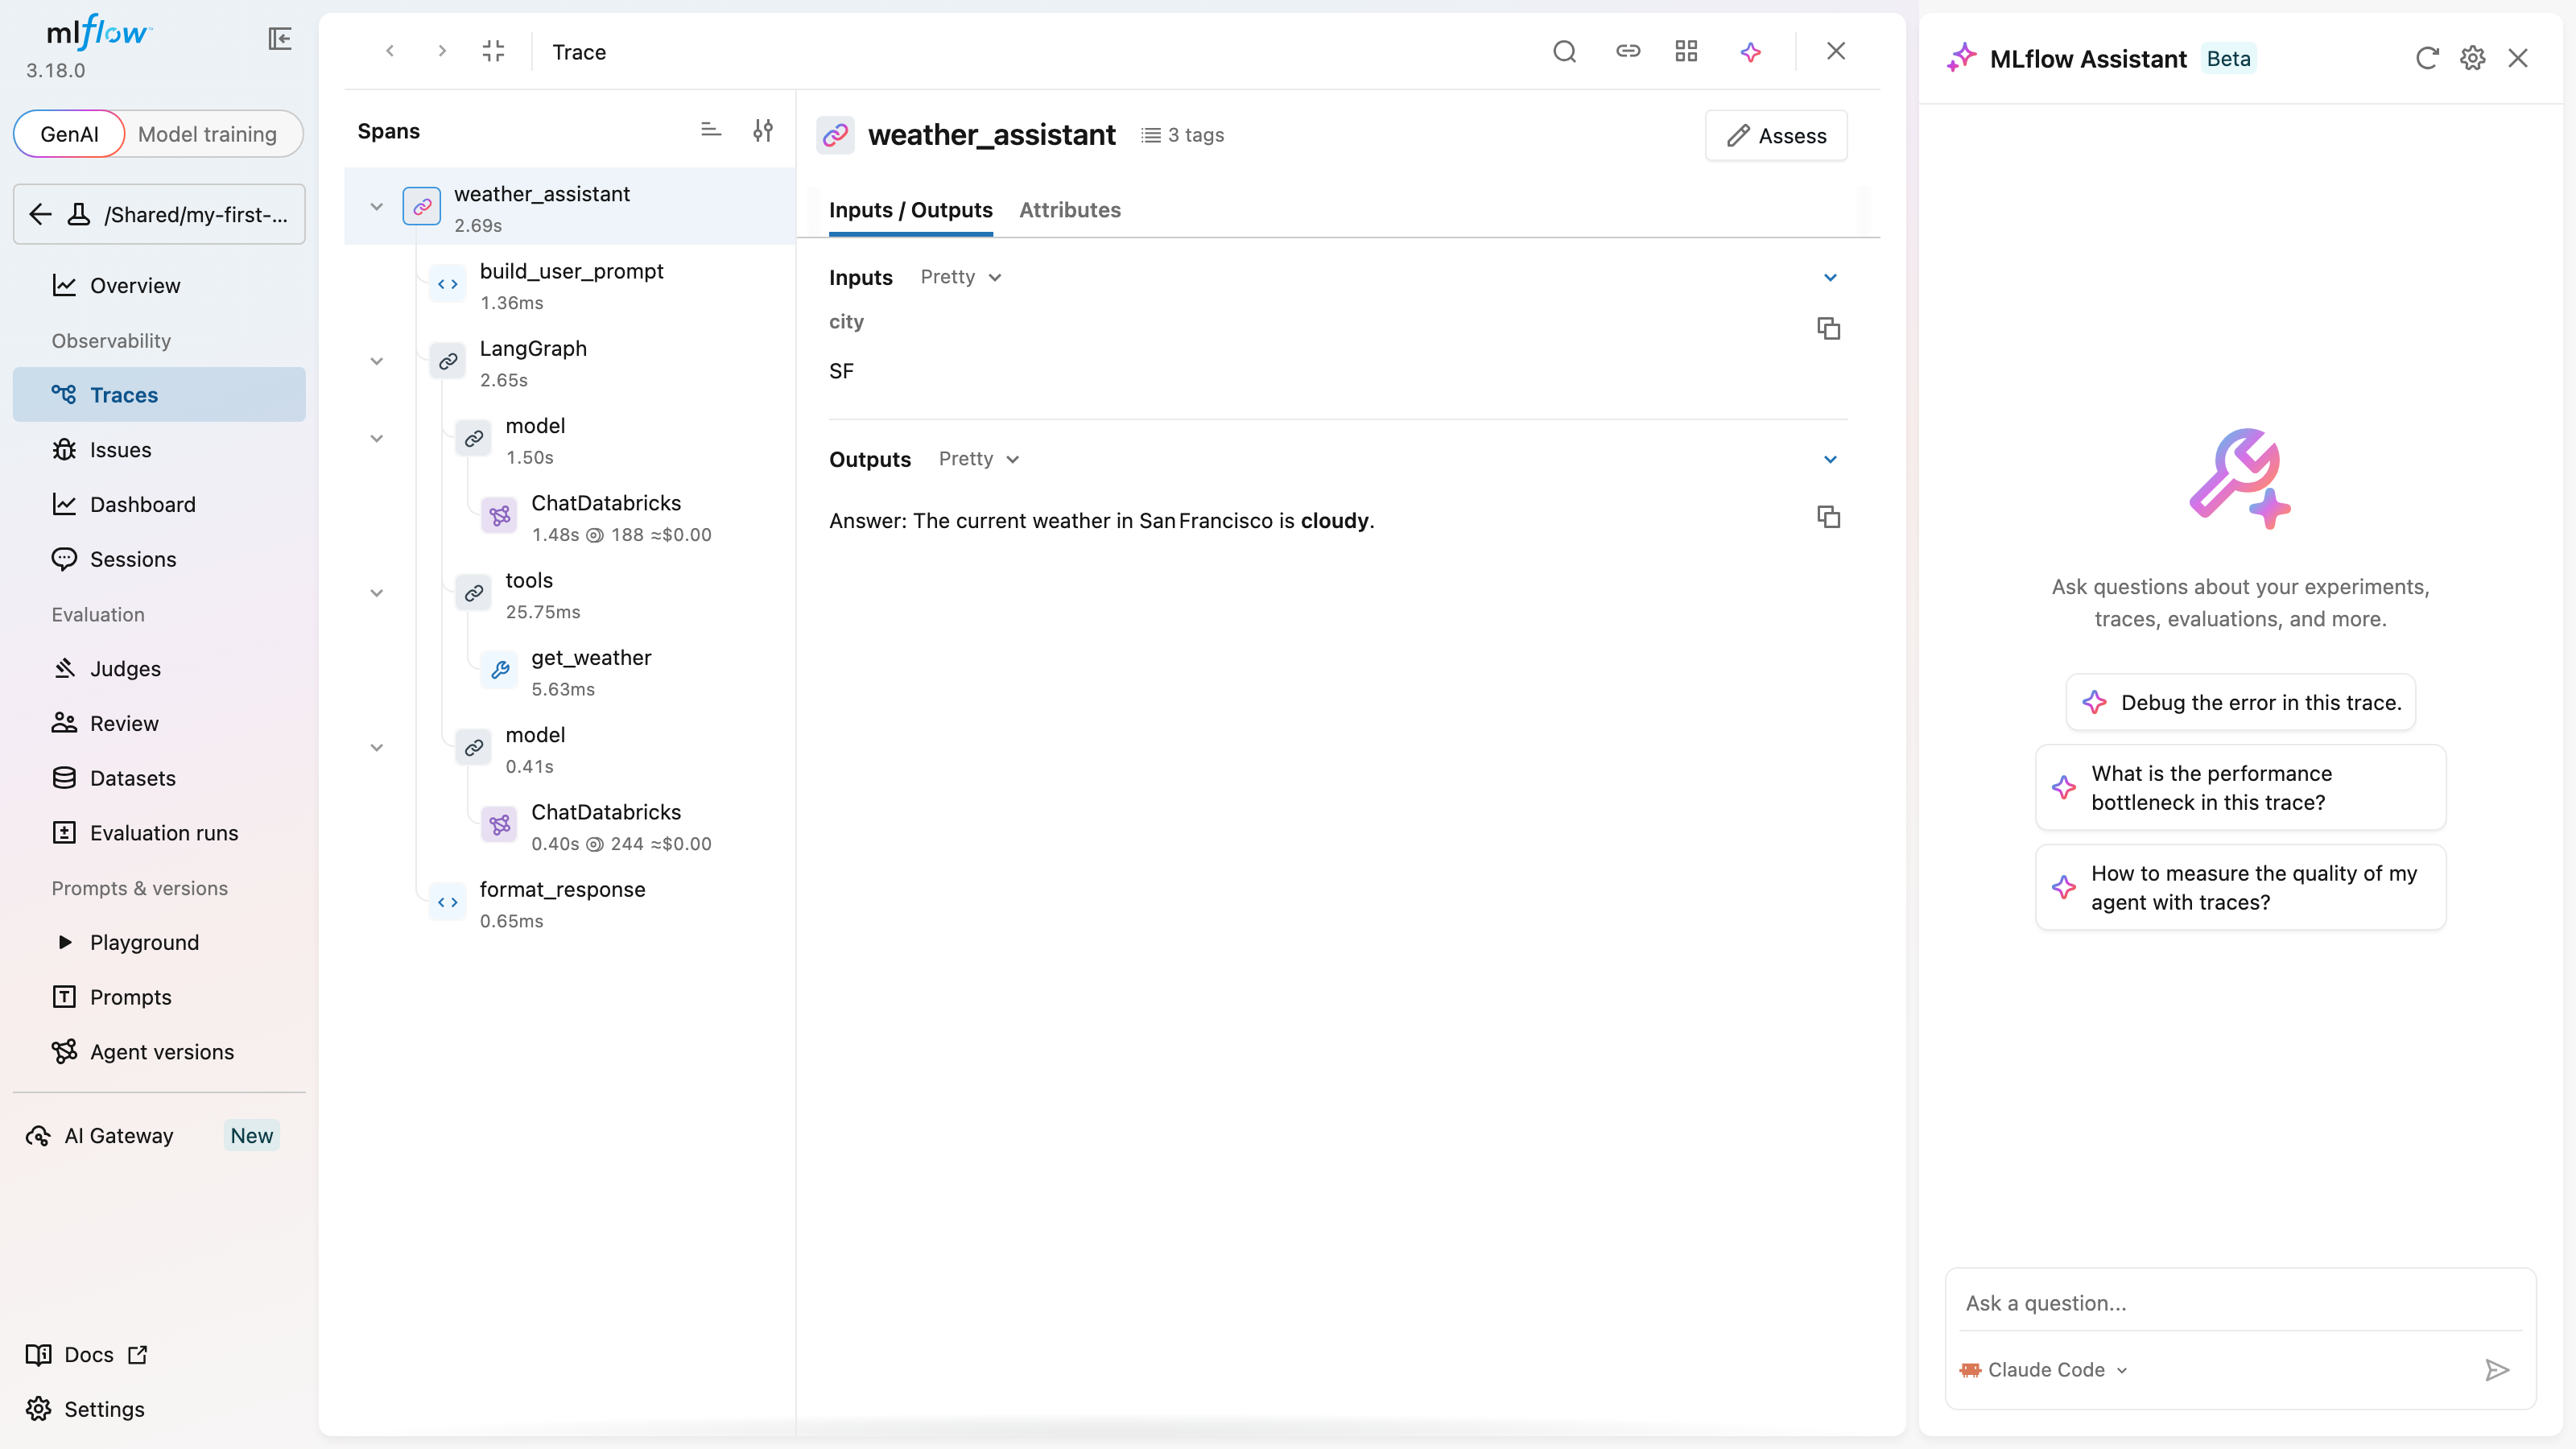 mlflow
3.18.0
GenAI
Model training
/Shared/my-first-...
Overview
Observability
Traces
Issues
Dashboard
Sessions
Evaluation
Judges
Review
Datasets
Evaluation runs
Prompts & versions
Playground
Prompts
Agent versions
AI Gateway
New
Docs
Settings
Trace
Spans
weather_assistant
2.69s
build_user_prompt
1.36ms
LangGraph
2.65s
model
1.50s
ChatDatabricks
1.48s 188 ≈$0.00
tools
25.75ms
get_weather
5.63ms
model
0.41s
ChatDatabricks
0.40s 244 ≈$0.00
format_response
0.65ms
weather_assistant
3 tags
Assess
Inputs / Outputs
Attributes
Inputs
Pretty
city
SF
Outputs
Pretty
Answer: The current weather in San Francisco is cloudy.
MLflow Assistant
Beta
Ask questions about your experiments,
traces, evaluations, and more.
Debug the error in this trace.
What is the performance
bottleneck in this trace?
How to measure the quality of my
agent with traces?
Ask a question...
Claude Code